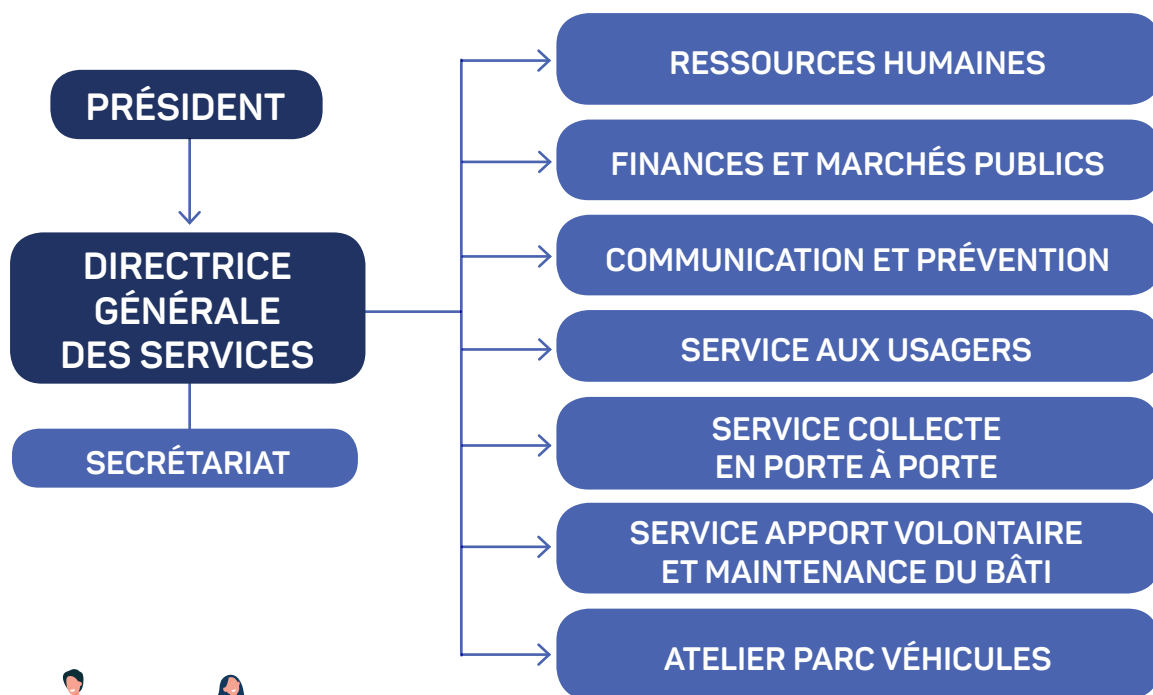 PRÉSIDENT
DIRECTRICE
GÉNÉRALE
DES SERVICES
SECRÉTARIAT
RESSOURCES HUMAINES
FINANCES ET MARCHÉS PUBLICS
COMMUNICATION ET PRÉVENTION
SERVICE AUX USAGERS
SERVICE COLLECTE
EN PORTE À PORTE
SERVICE APPORT VOLONTAIRE
ET MAINTENANCE DU BÂTI
ATELIER PARC VÉHICULES